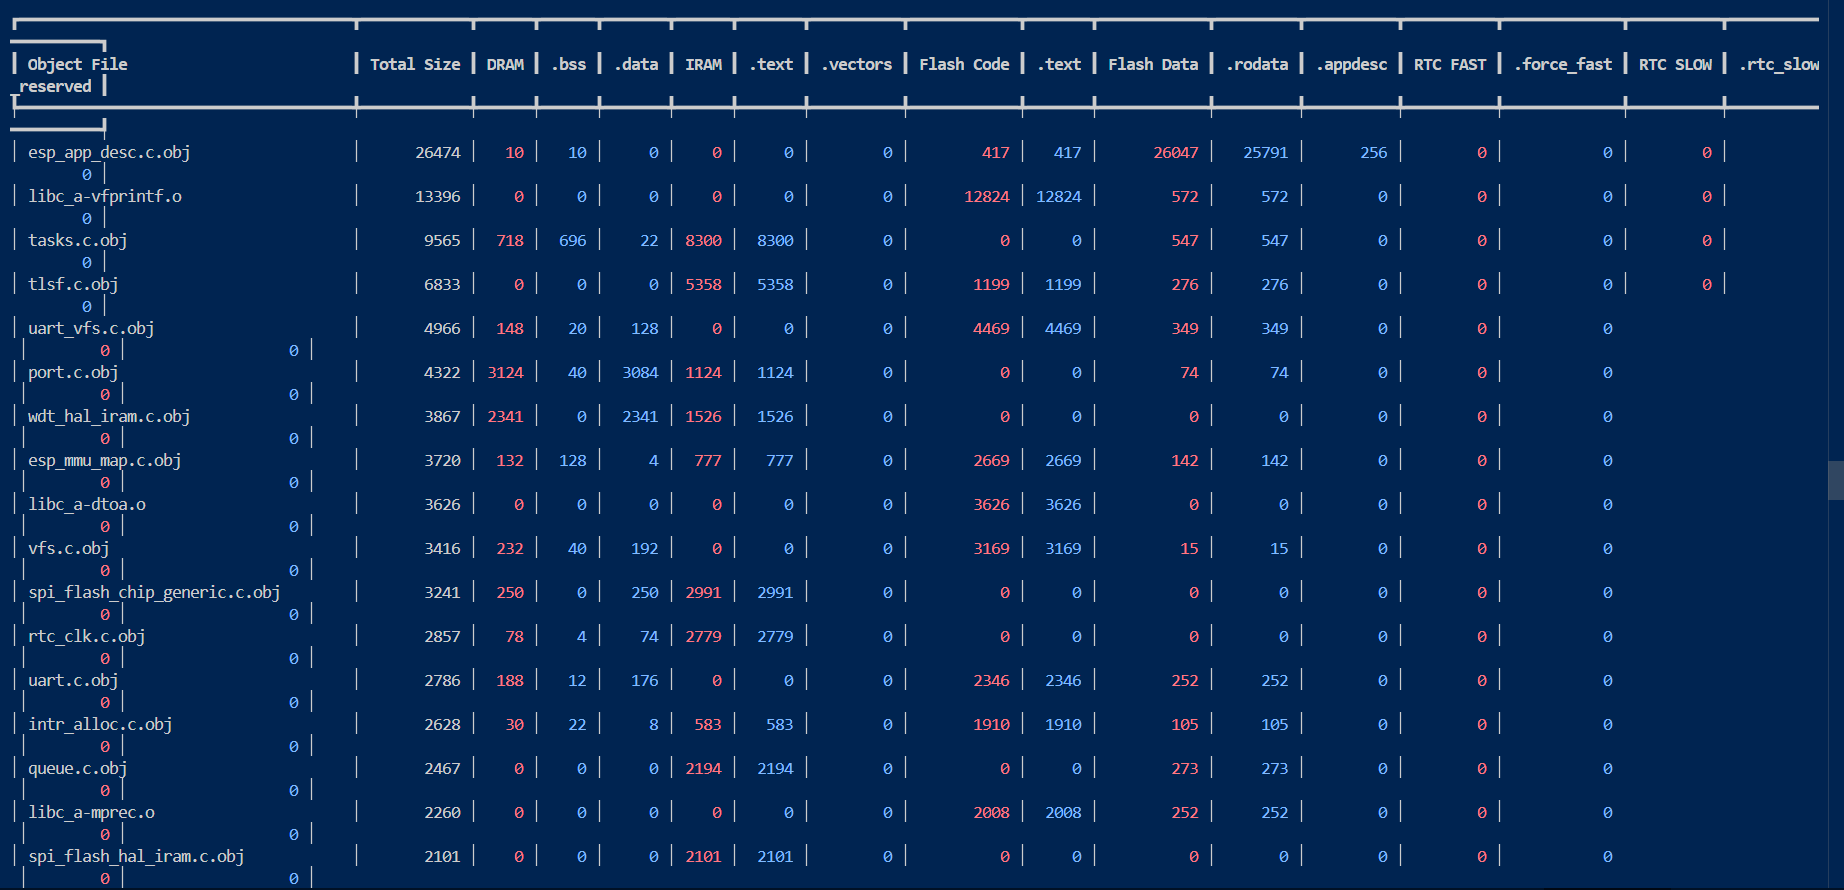 Object File Total Size DRAM .bss .data IRAM .text .vectors Flash Code .text Flash Data .rodata .appdesc RTC FAST .force_fast RTC SLOW .rtc_slow
_reserved
esp_app_desc.c.obj 26474 10 10 0 0 0 0 417 417 26047 25791 256 0 0 0
0
libc_a-vfprintf.o 13396 0 0 0 0 0 0 12824 12824 572 572 0 0 0 0
0
tasks.c.obj 9565 718 696 22 8300 8300 0 0 0 547 547 0 0 0 0
0
tlsf.c.obj 6833 0 0 0 5358 5358 0 1199 1199 276 276 0 0 0 0
0
uart_vfs.c.obj 4966 148 20 128 0 0 0 4469 4469 349 349 0 0 0
0 0
port.c.obj 4322 3124 40 3084 1124 1124 0 0 0 74 74 0 0 0
0 0
wdt_hal_iram.c.obj 3867 2341 0 2341 1526 1526 0 0 0 0 0 0 0 0
0 0
esp_mmu_map.c.obj 3720 132 128 4 777 777 0 2669 2669 142 142 0 0 0
0 0
libc_a-dtoa.o 3626 0 0 0 0 0 0 3626 3626 0 0 0 0 0
0 0
vfs.c.obj 3416 232 40 192 0 0 0 3169 3169 15 15 0 0 0
0 0
spi_flash_chip_generic.c.obj 3241 250 0 250 2991 2991 0 0 0 0 0 0 0 0
0 0
rtc_clk.c.obj 2857 78 4 74 2779 2779 0 0 0 0 0 0 0 0
0 0
uart.c.obj 2786 188 12 176 0 0 0 2346 2346 252 252 0 0 0
0 0
intr_alloc.c.obj 2628 30 22 8 583 583 0 1910 1910 105 105 0 0 0
0 0
queue.c.obj 2467 0 0 0 2194 2194 0 0 0 273 273 0 0 0
0 0
libc_a-mprec.o 2260 0 0 0 0 0 0 2008 2008 252 252 0 0 0
0 0
spi_flash_hal_iram.c.obj 2101 0 0 0 2101 2101 0 0 0 0 0 0 0 0
0 0